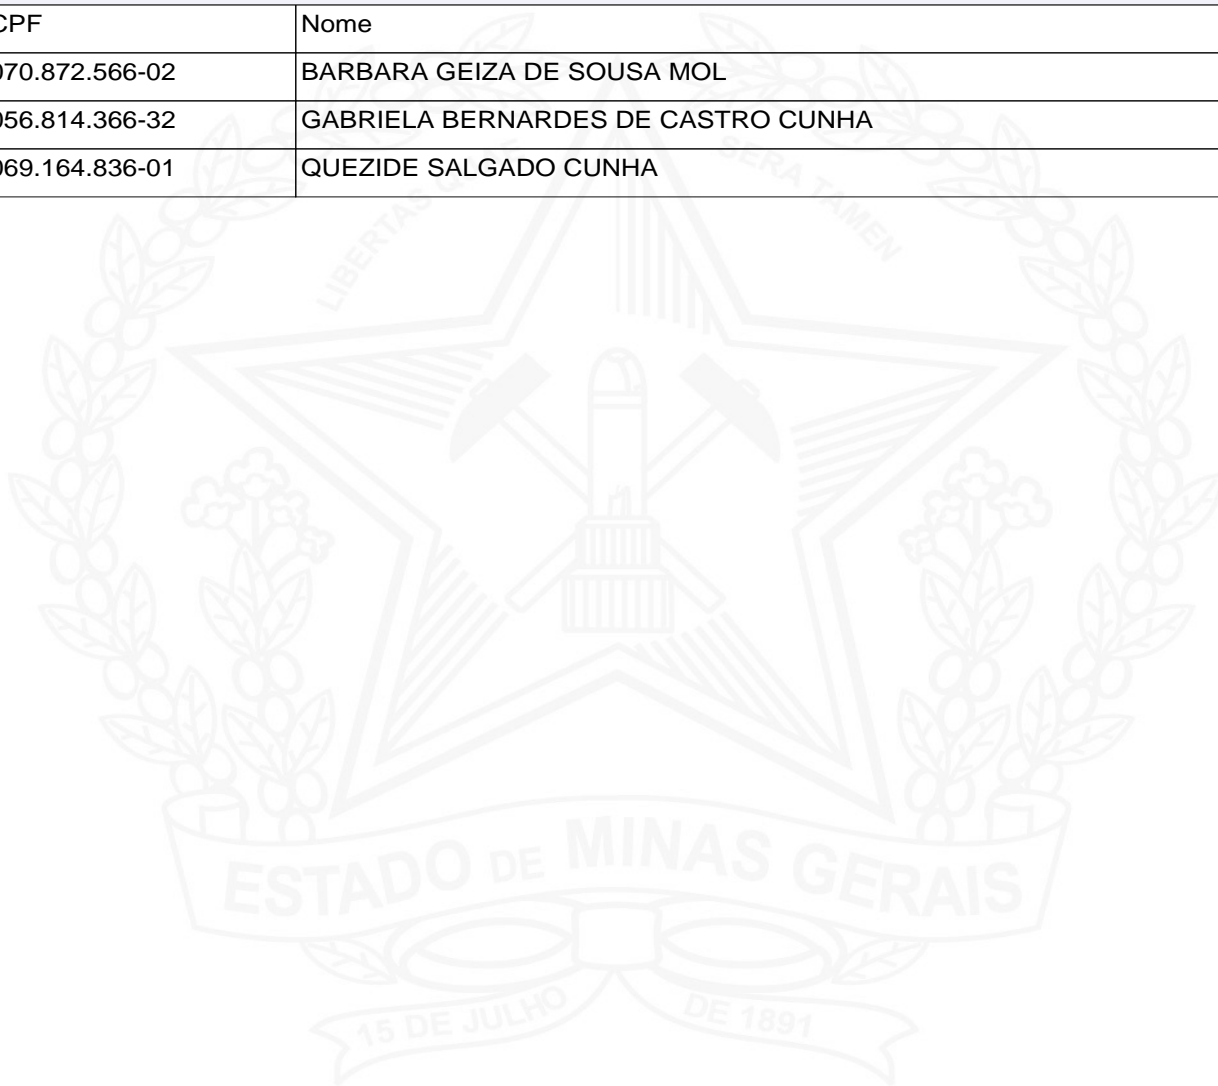 CPF Nome
070.872.566-02 BARBARA GEIZA DE SOUSA MOL
056.814.366-32 GABRIELA BERNARDES DE CASTRO CUNHA
069.164.836-01 QUEZIDE SALGADO CUNHA
LIBERTAS QUÆ SERA TAMEN
ESTADO DE MINAS GERAIS
15 DE JULHO DE 1891